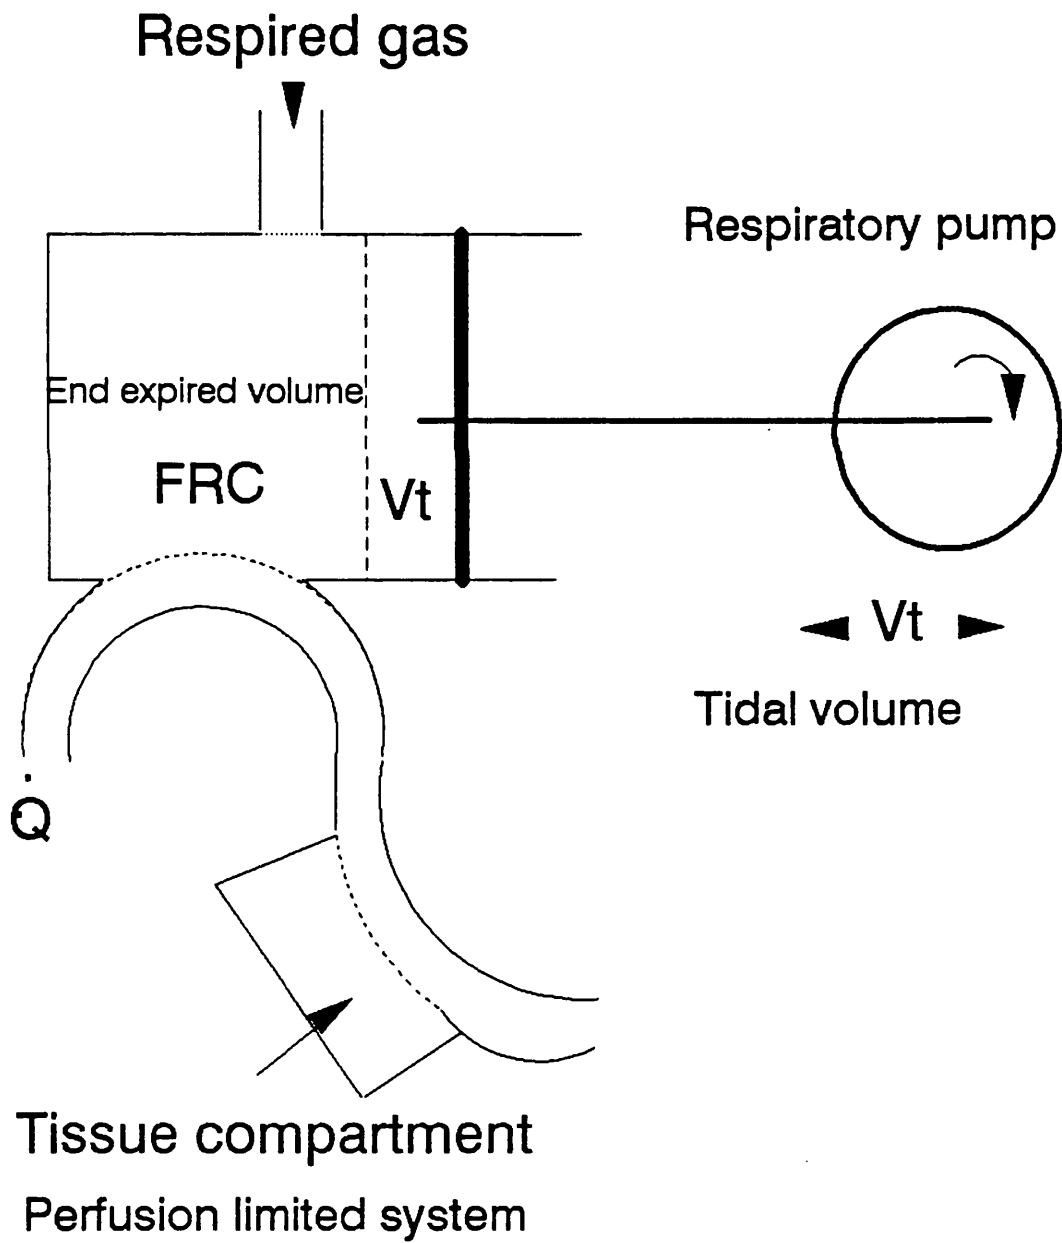 Respired gas
Respiratory pump
End expired volume
FRC
Vt
Vt
Tidal volume
Q̇
Tissue compartment
Perfusion limited system